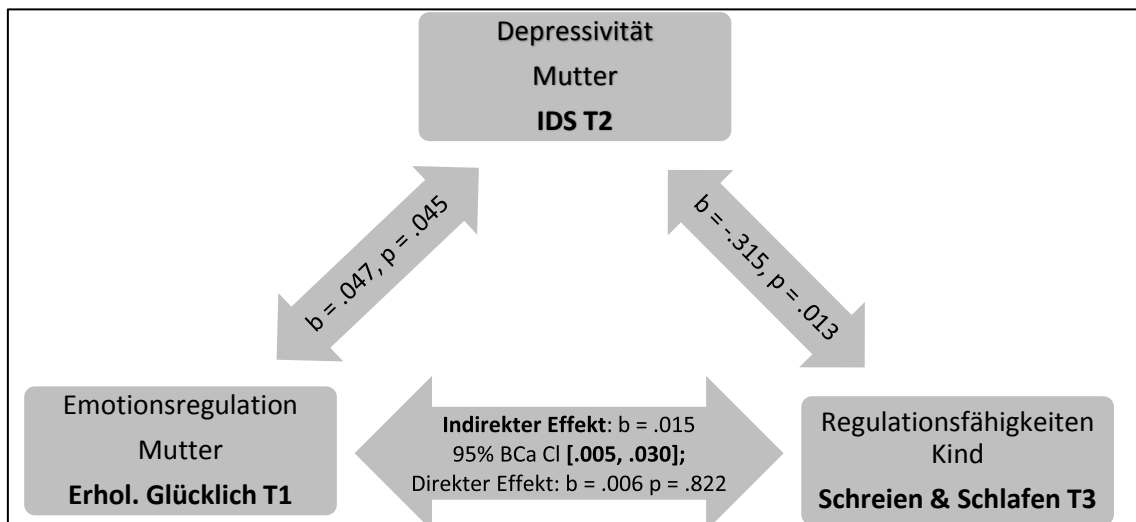 Depressivität
Mutter
IDS T2
b = .047, p = .045
b = -.315, p = .013
Emotionsregulation
Mutter
Erhol. Glücklich T1
Indirekter Effekt: b = .015
95% BCa Cl [.005, .030];
Direkter Effekt: b = .006 p = .822
Regulationsfähigkeiten
Kind
Schreien & Schlafen T3